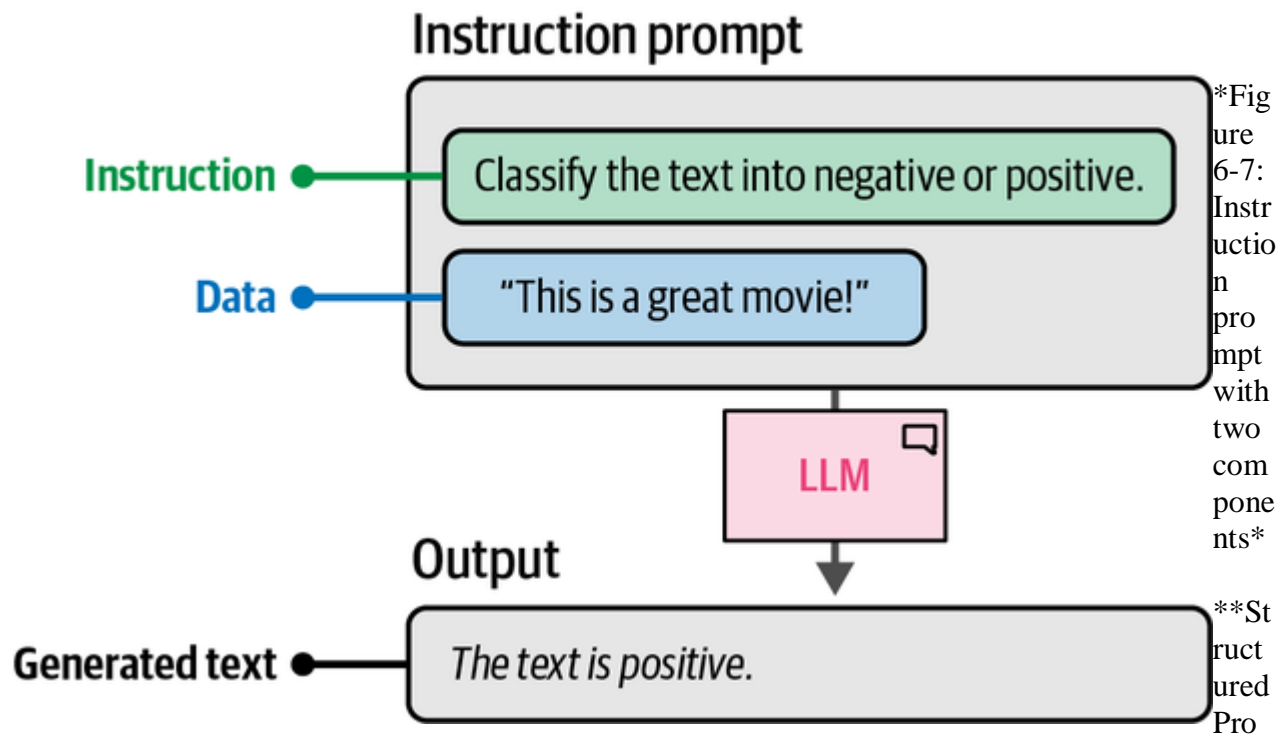 Instruction prompt
Instruction
Classify the text into negative or positive.
Data
“This is a great movie!”
LLM
Output
Generated text
The text is positive.
*Fig
ure
6-7:
Instr
uctio
n
pro
mpt
with
two
com
pone
nts*
**St
ruct
ured
Pro